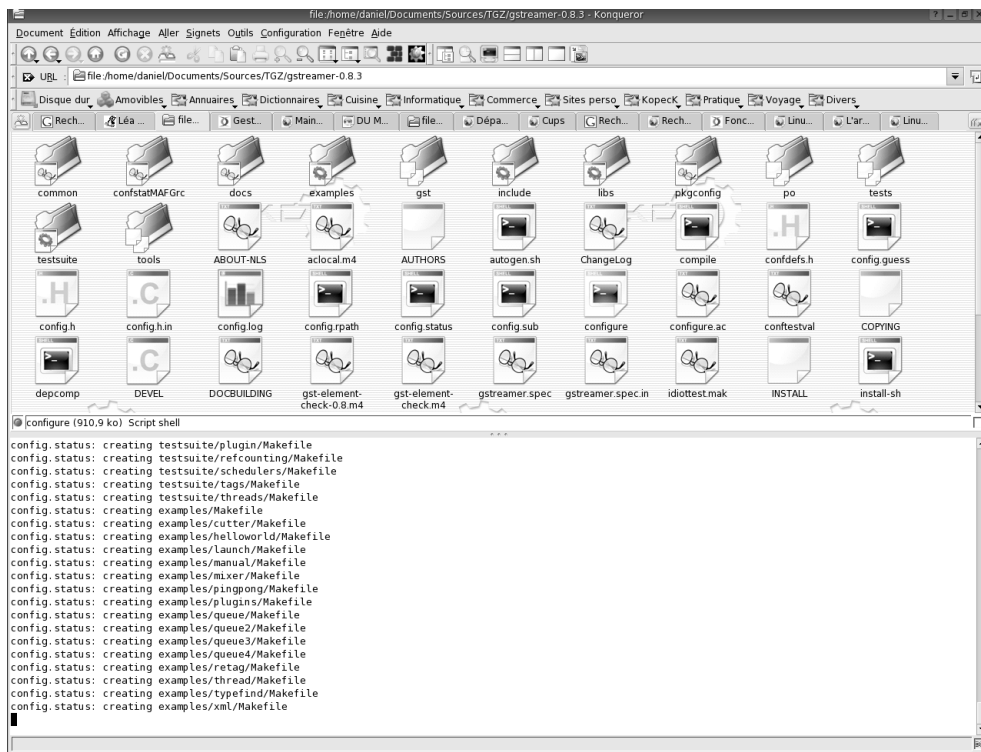 file:/home/daniel/Documents/Sources/TGZ/gstreamer-0.8.3 - Konqueror
Document Édition Affichage Aller Signets Outils Configuration Fenêtre Aide
URL : file:/home/daniel/Documents/Sources/TGZ/gstreamer-0.8.3
Disque dur Amovibles Annuaires Dictionnaires Cuisine Informatique Commerce Sites perso KopecK Pratique Voyage Divers
Rech... Léa ... file... Gest... Main... DU M... file... Dépa... Cups Rech... Rech... Fonc... Linu... L'ar... Linu...
common confstatMAFGrc docs examples gst include libs pkgconfig po tests
testsuite tools ABOUT-NLS aclocal.m4 AUTHORS autogen.sh ChangeLog compile confdefs.h config.guess
config.h config.h.in config.log config.rpath config.status config.sub configure configure.ac conftestval COPYING
depcomp DEVEL DOCBUILDING gst-element-check-0.8.m4 gst-element-check.m4 gstreamer.spec gstreamer.spec.in idiottest.mak INSTALL install-sh
configure (910,9 ko) Script shell
config.status: creating testsuite/plugin/Makefile
config.status: creating testsuite/refcounting/Makefile
config.status: creating testsuite/schedulers/Makefile
config.status: creating testsuite/tags/Makefile
config.status: creating testsuite/threads/Makefile
config.status: creating examples/Makefile
config.status: creating examples/cutter/Makefile
config.status: creating examples/helloworld/Makefile
config.status: creating examples/launch/Makefile
config.status: creating examples/manual/Makefile
config.status: creating examples/mixer/Makefile
config.status: creating examples/pingpong/Makefile
config.status: creating examples/plugins/Makefile
config.status: creating examples/queue/Makefile
config.status: creating examples/queue2/Makefile
config.status: creating examples/queue3/Makefile
config.status: creating examples/queue4/Makefile
config.status: creating examples/retag/Makefile
config.status: creating examples/thread/Makefile
config.status: creating examples/typefind/Makefile
config.status: creating examples/xml/Makefile